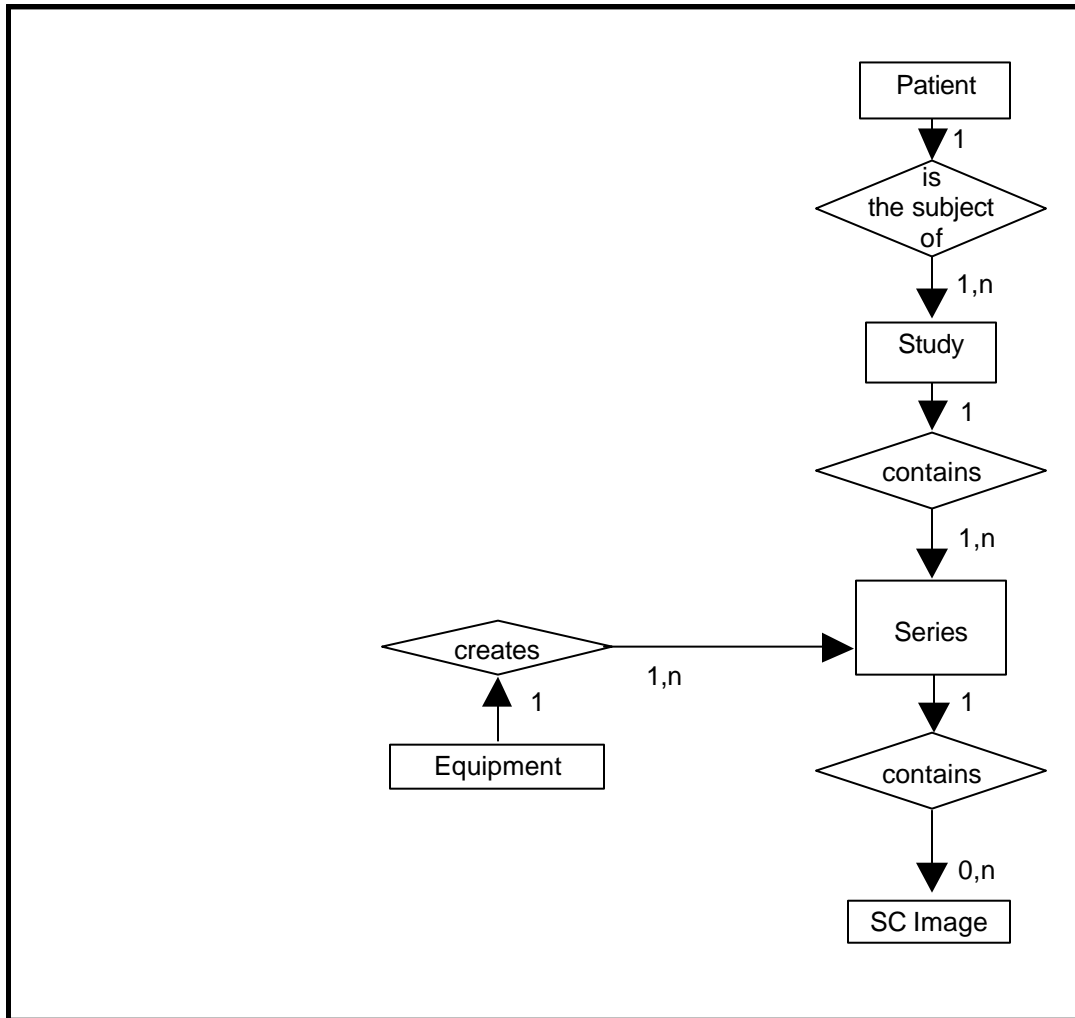 Patient
1
is
the subject
of
1,n
Study
1
contains
1,n
Series
creates
1,n
1
1
Equipment
contains
0,n
SC Image